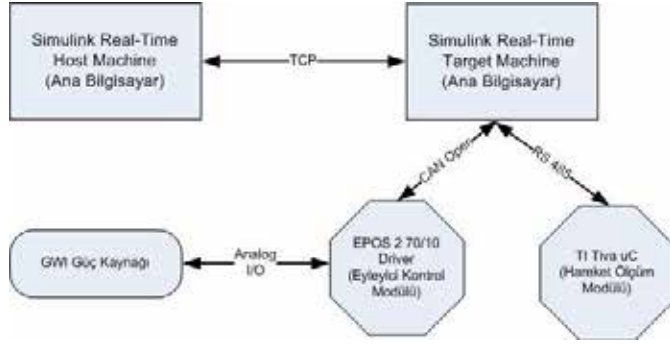 Simulink Real-Time
Host Machine
(Ana Bilgisayar)
TCP
Simulink Real-Time
Target Machine
(Ana Bilgisayar)
CAN Open
RS 485
GWI Güç Kaynağı
Analog
I/O
EPOS 2 70/10
Driver
(Eyleyici Kontrol
Modülü)
TI Tiva uC
(Hareket Ölçüm
Modülü)